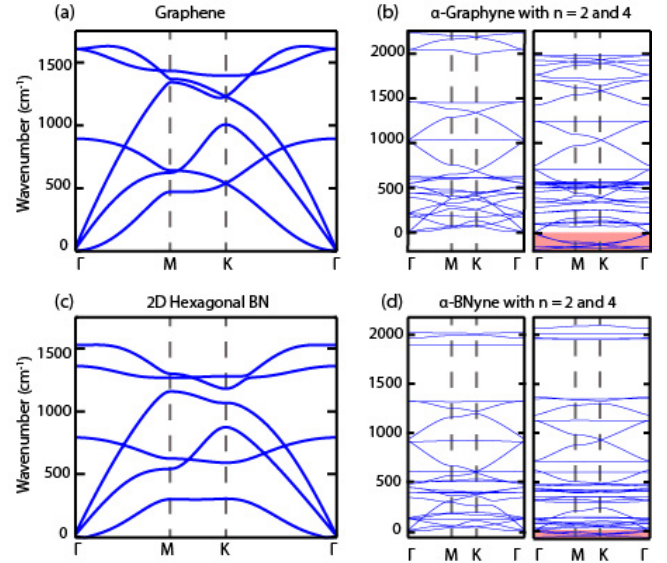 (a) Graphene
Wavenumber (cm⁻¹)
1500
1000
500
0
Γ M K Γ
(b) α-Graphyne with n = 2 and 4
2000
1500
1000
500
0
Γ M K Γ Γ M K Γ
(c) 2D Hexagonal BN
Wavenumber (cm⁻¹)
1500
1000
500
0
Γ M K Γ
(d) α-BNyne with n = 2 and 4
2000
1500
1000
500
0
Γ M K Γ Γ M K Γ